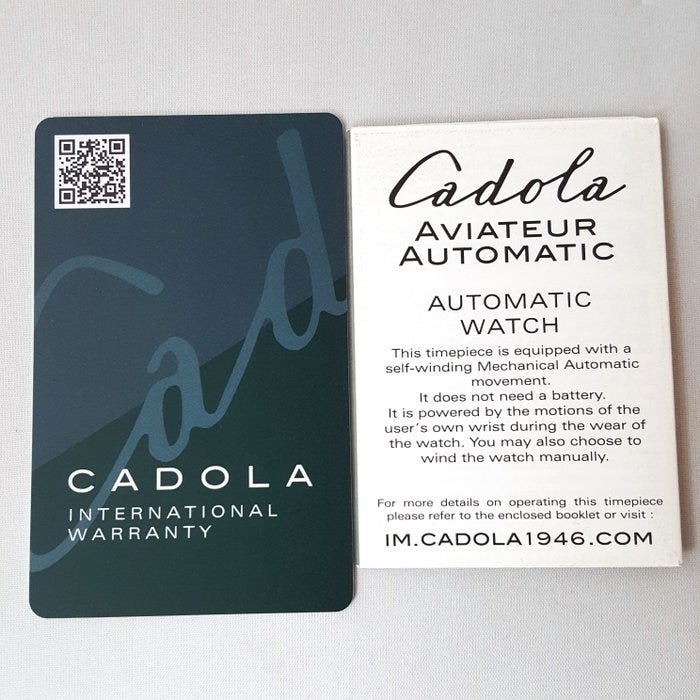 Cad
CADOLA
INTERNATIONAL
WARRANTY
Cadola
AVIATEUR
AUTOMATIC
AUTOMATIC
WATCH
This timepiece is equipped with a
self-winding Mechanical Automatic
movement.
It does not need a battery.
It is powered by the motions of the
user's own wrist during the wear of
the watch. You may also choose to
wind the watch manually.
For more details on operating this timepiece
please refer to the enclosed booklet or visit :
IM.CADOLA1946.COM